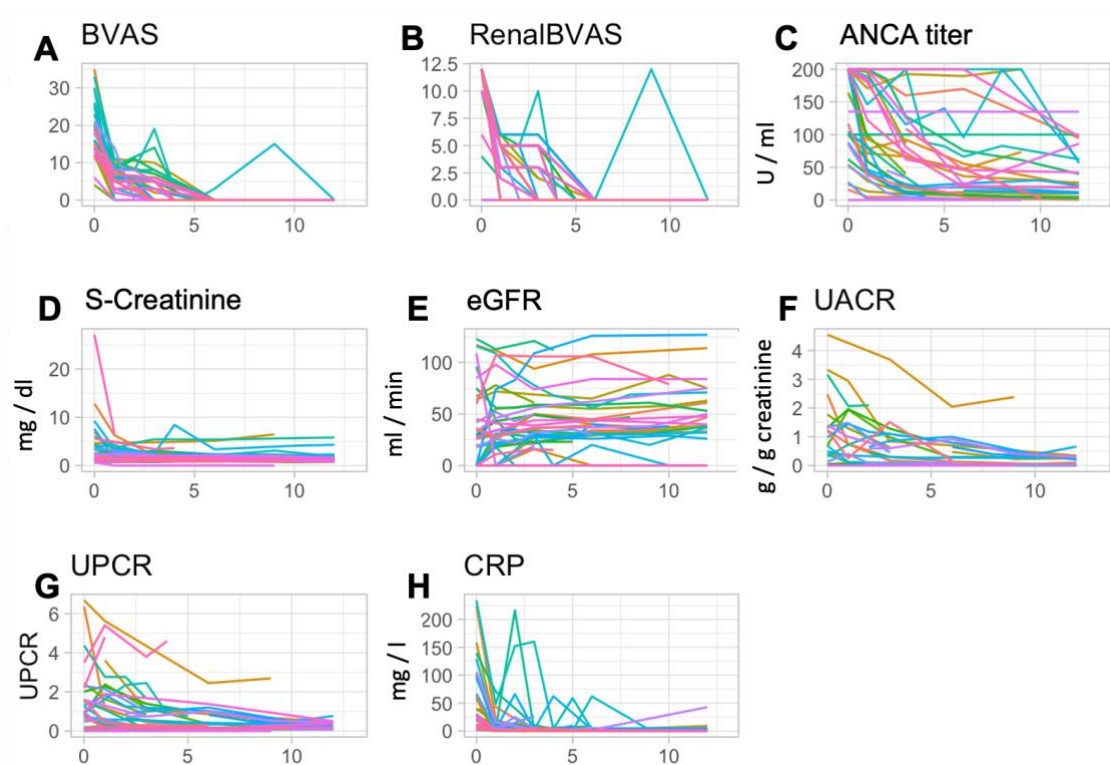 A BVAS
30
20
10
0
0 5 10
B RenalBVAS
12.5
10.0
7.5
5.0
2.5
0.0
0 5 10
C ANCA titer
U / ml
200
150
100
50
0
0 5 10
D S-Creatinine
mg / dl
20
10
0
0 5 10
E eGFR
ml / min
100
50
0
0 5 10
F UACR
g / g creatinine
4
3
2
1
0
0 5 10
G UPCR
UPCR
6
4
2
0
0 5 10
H CRP
mg / l
200
150
100
50
0
0 5 10